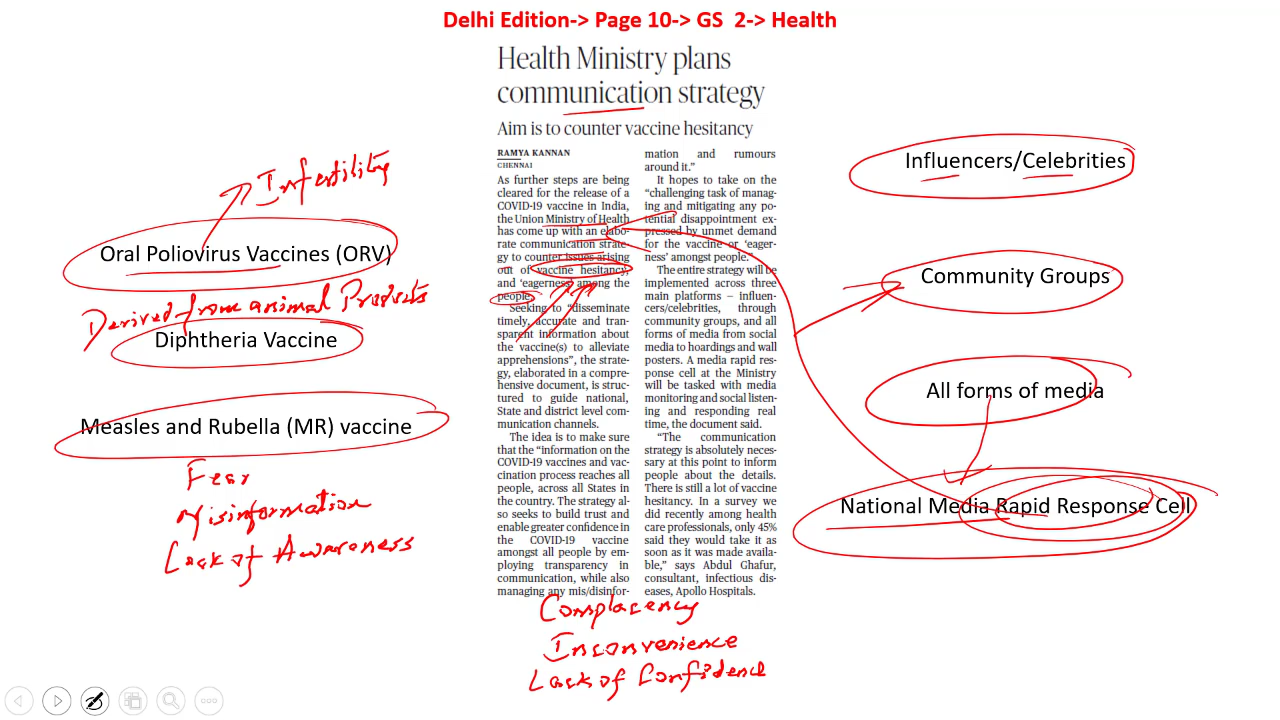 Delhi Edition-> Page 10-> GS  2-> Health
Health Ministry plans
communication strategy
Aim is to counter vaccine hesitancy
RAMYA KANNAN
CHENNAI
As further steps are being
cleared for the release of a
COVID-19 vaccine in India,
the Union Ministry of Health
has come up with an elabo-
rate communication strate-
gy to counter issues arising
out of vaccine hesitancy,
and 'eagerness' among the
people.
Seeking to "disseminate
timely, accurate and tran-
sparent information about
the vaccine(s) to alleviate
apprehensions", the strate-
gy, elaborated in a compre-
hensive document, is struc-
tured to guide national,
State and district level com-
munication channels.
The idea is to make sure
that the "information on the
COVID-19 vaccines and vac-
cination process reaches all
people, across all States in
the country. The strategy al-
so seeks to build trust and
enable greater confidence in
the COVID-19 vaccine
amongst all people by em-
ploying transparency in
communication, while also
managing any mis/disinfor-
mation and rumours
around it."
It hopes to take on the
"challenging task of manag-
ing and mitigating any po-
tential disappointment ex-
pressed by unmet demand
for the vaccine or 'eager-
ness' amongst people."
The entire strategy will be
implemented across three
main platforms – influen-
cers/celebrities, through
community groups, and all
forms of media from social
media to hoardings and wall
posters. A media rapid res-
ponse cell at the Ministry
will be tasked with media
monitoring and social listen-
ing and responding real
time, the document said.
"The communication
strategy is absolutely neces-
sary at this point to inform
people about the details.
There is still a lot of vaccine
hesitancy. In a survey we
did recently among health
care professionals, only 45%
said they would take it as
soon as it was made availa-
ble," says Abdul Ghafur,
consultant, infectious dis-
eases, Apollo Hospitals.
Infertility
Oral Poliovirus Vaccines (ORV)
Derived from animal Products
Diphtheria Vaccine
Measles and Rubella (MR) vaccine
Fear
Misinformation
Lack of Awareness
Complacency
Inconvenience
Lack of Confidence
Influencers/Celebrities
Community Groups
All forms of media
National Media Rapid Response Cell